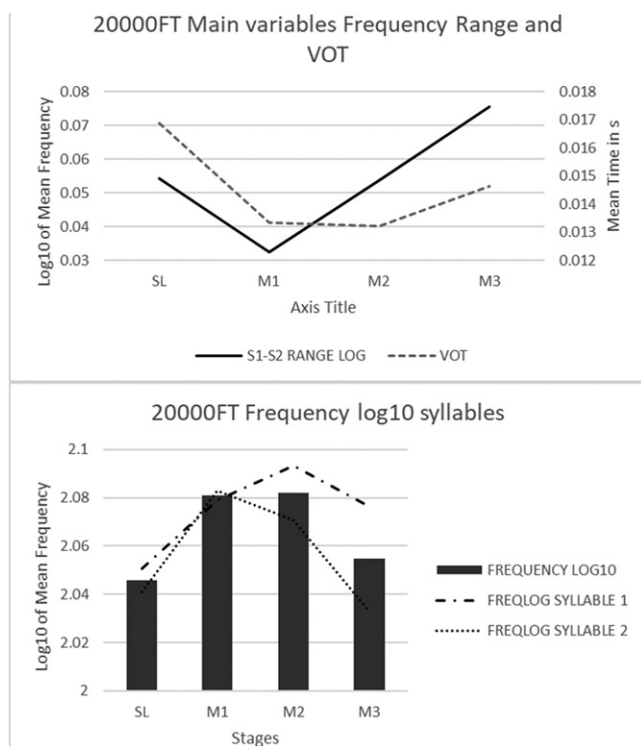 20000FT Main variables Frequency Range and
VOT
Log10 of Mean Frequency
0.08
0.07
0.06
0.05
0.04
0.03
0.018
0.017
0.016
0.015
0.014
0.013
0.012
Mean Time in s
SL M1 M2 M3
Axis Title
S1-S2 RANGE LOG VOT
20000FT Frequency log10 syllables
Log10 of Mean Frequency
2.1
2.08
2.06
2.04
2.02
2
SL M1 M2 M3
Stages
FREQUENCY LOG10
FREQLOG SYLLABLE 1
FREQLOG SYLLABLE 2